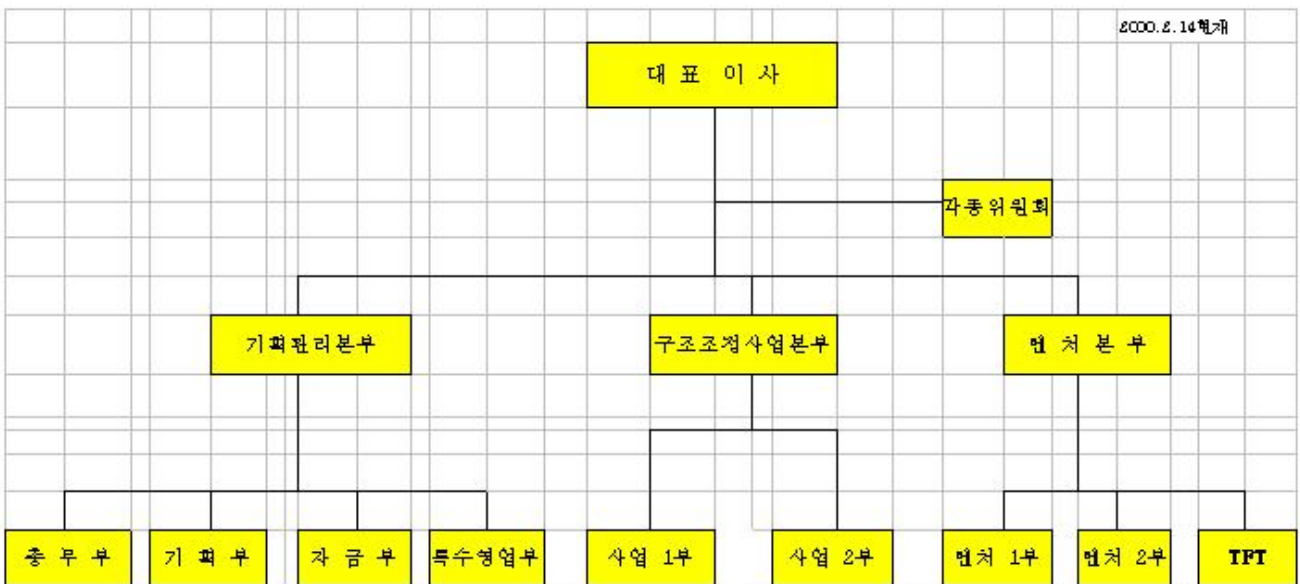 2000.2.14현재
대 표 이 사
자종위원회
기획관리본부
구조조정사업본부
벤 처 본 부
총 무 부
기 획 부
자 금 부
특수영업부
사업 1부
사업 2부
벤처 1부
벤처 2부
TFT